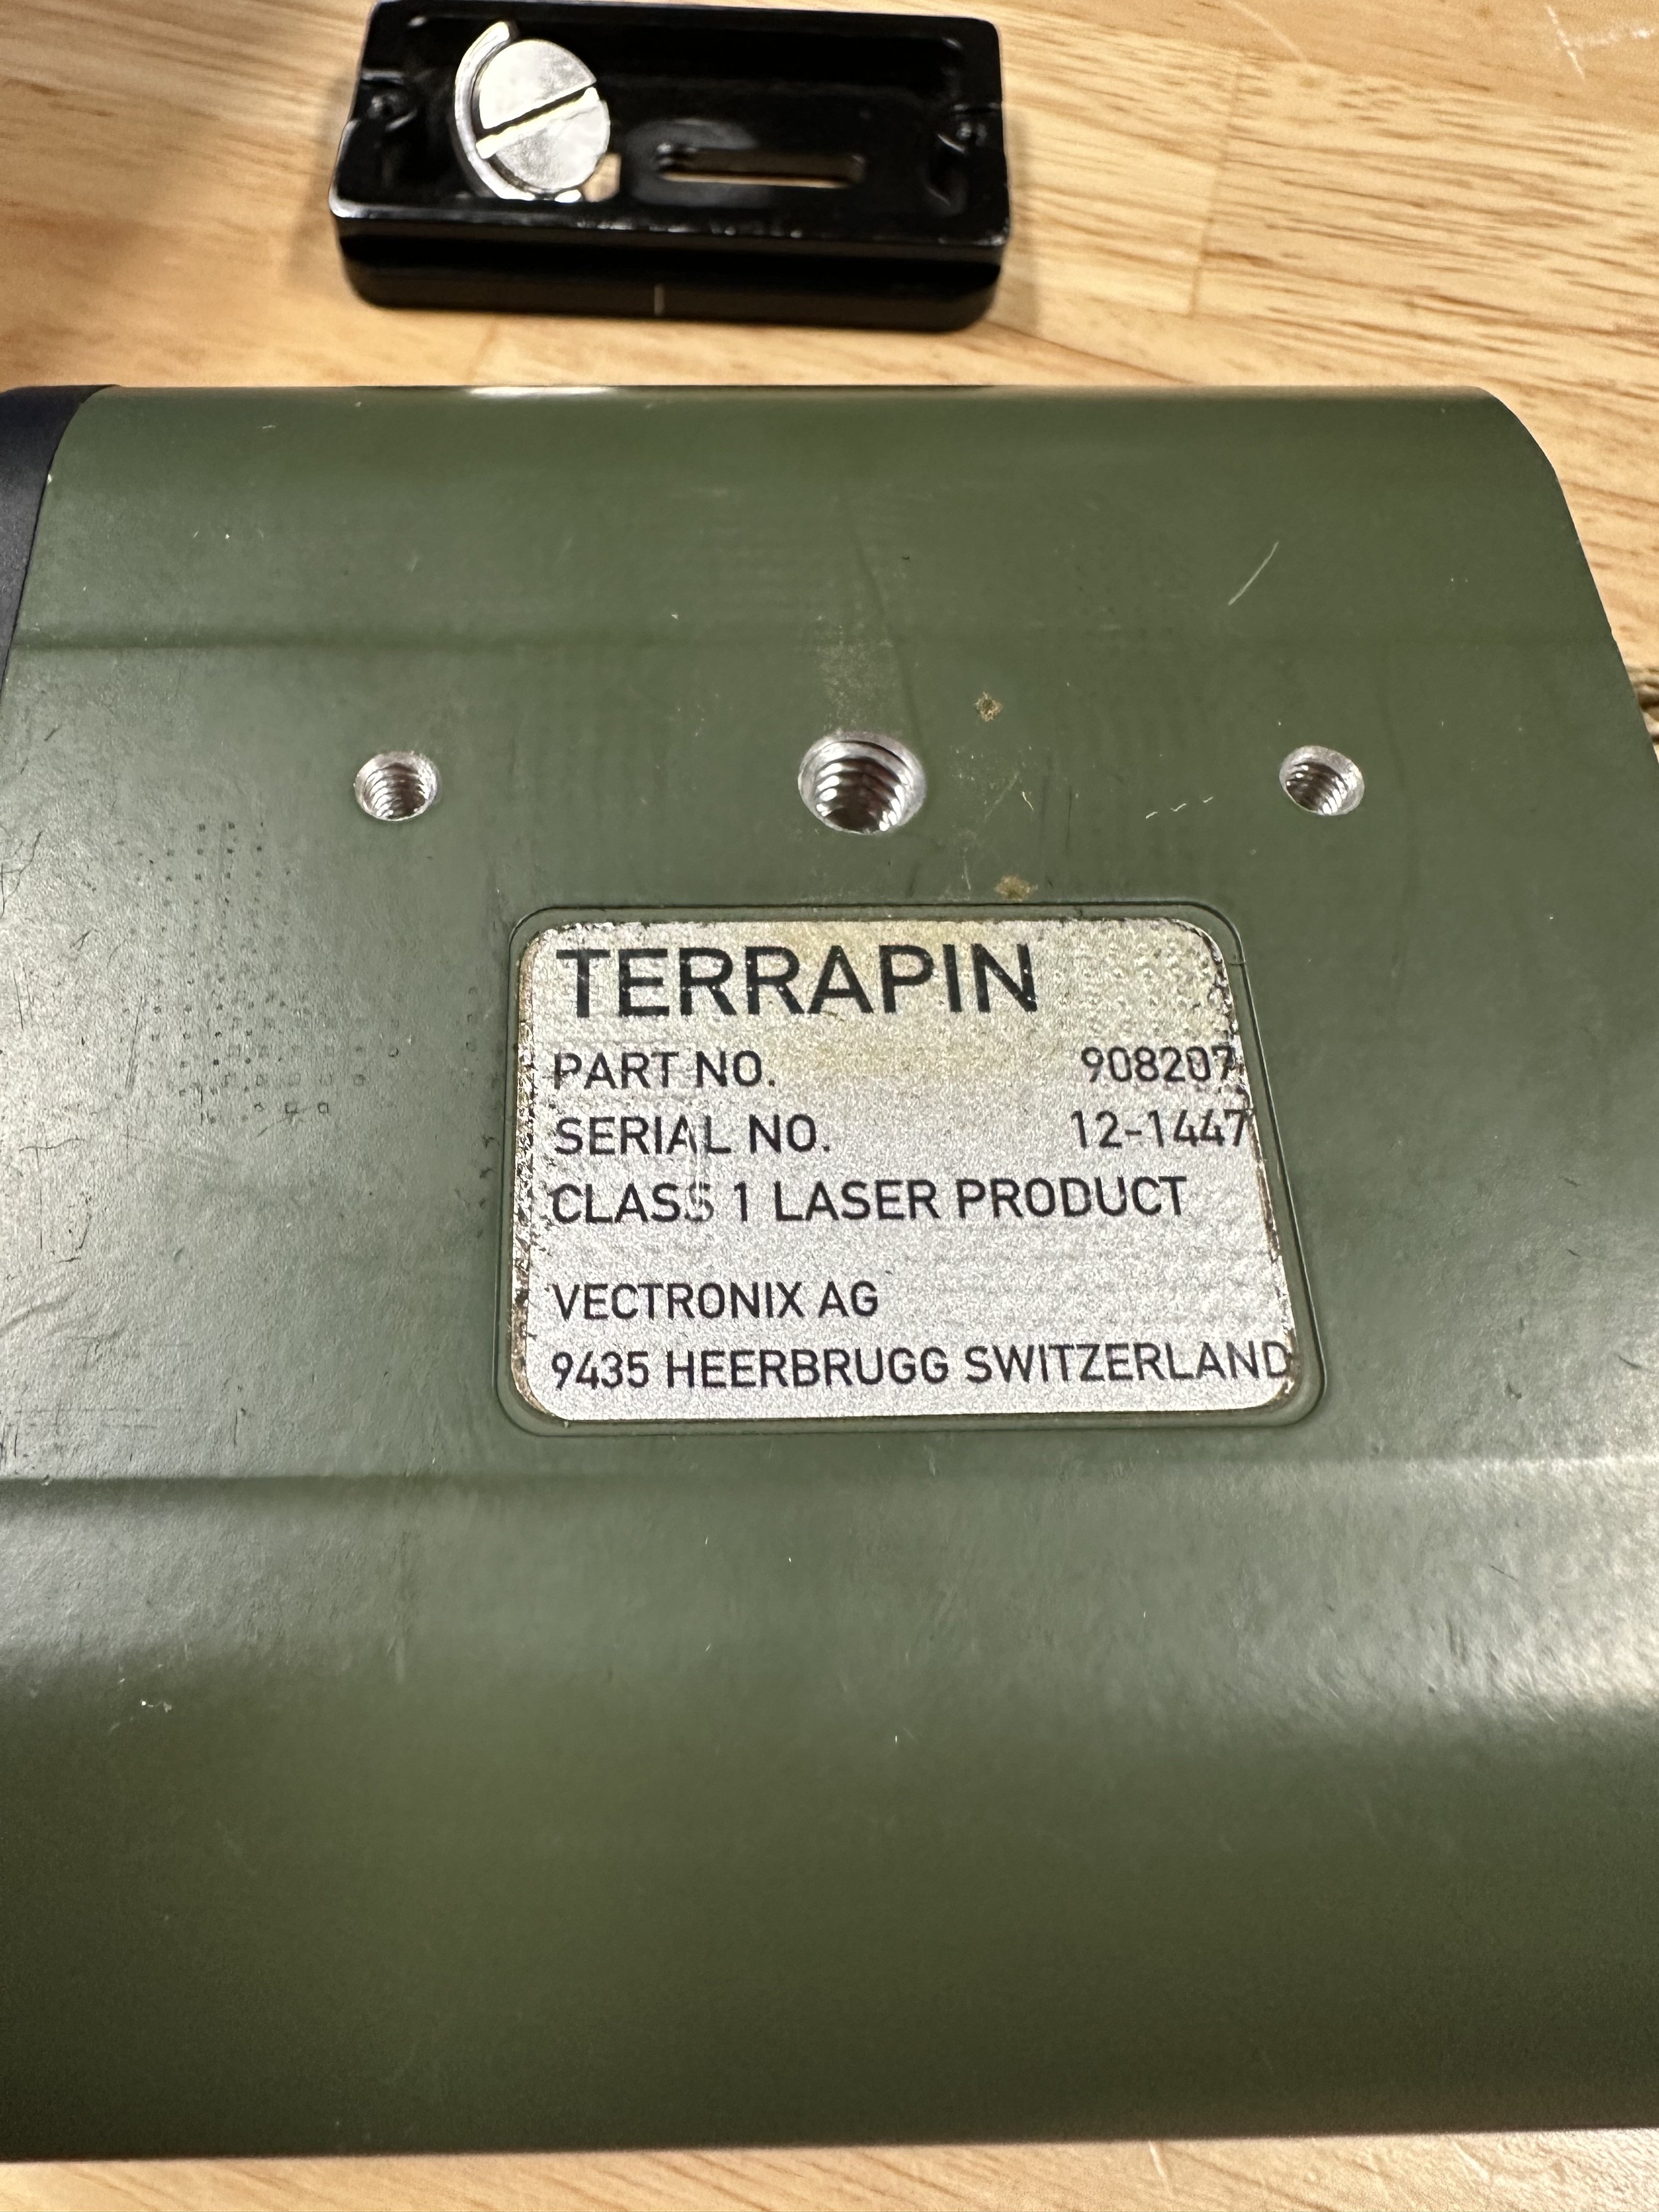 TERRAPIN
PART NO. 908207
SERIAL NO. 12-1447
CLASS 1 LASER PRODUCT
VECTRONIX AG
9435 HEERBRUGG SWITZERLAND